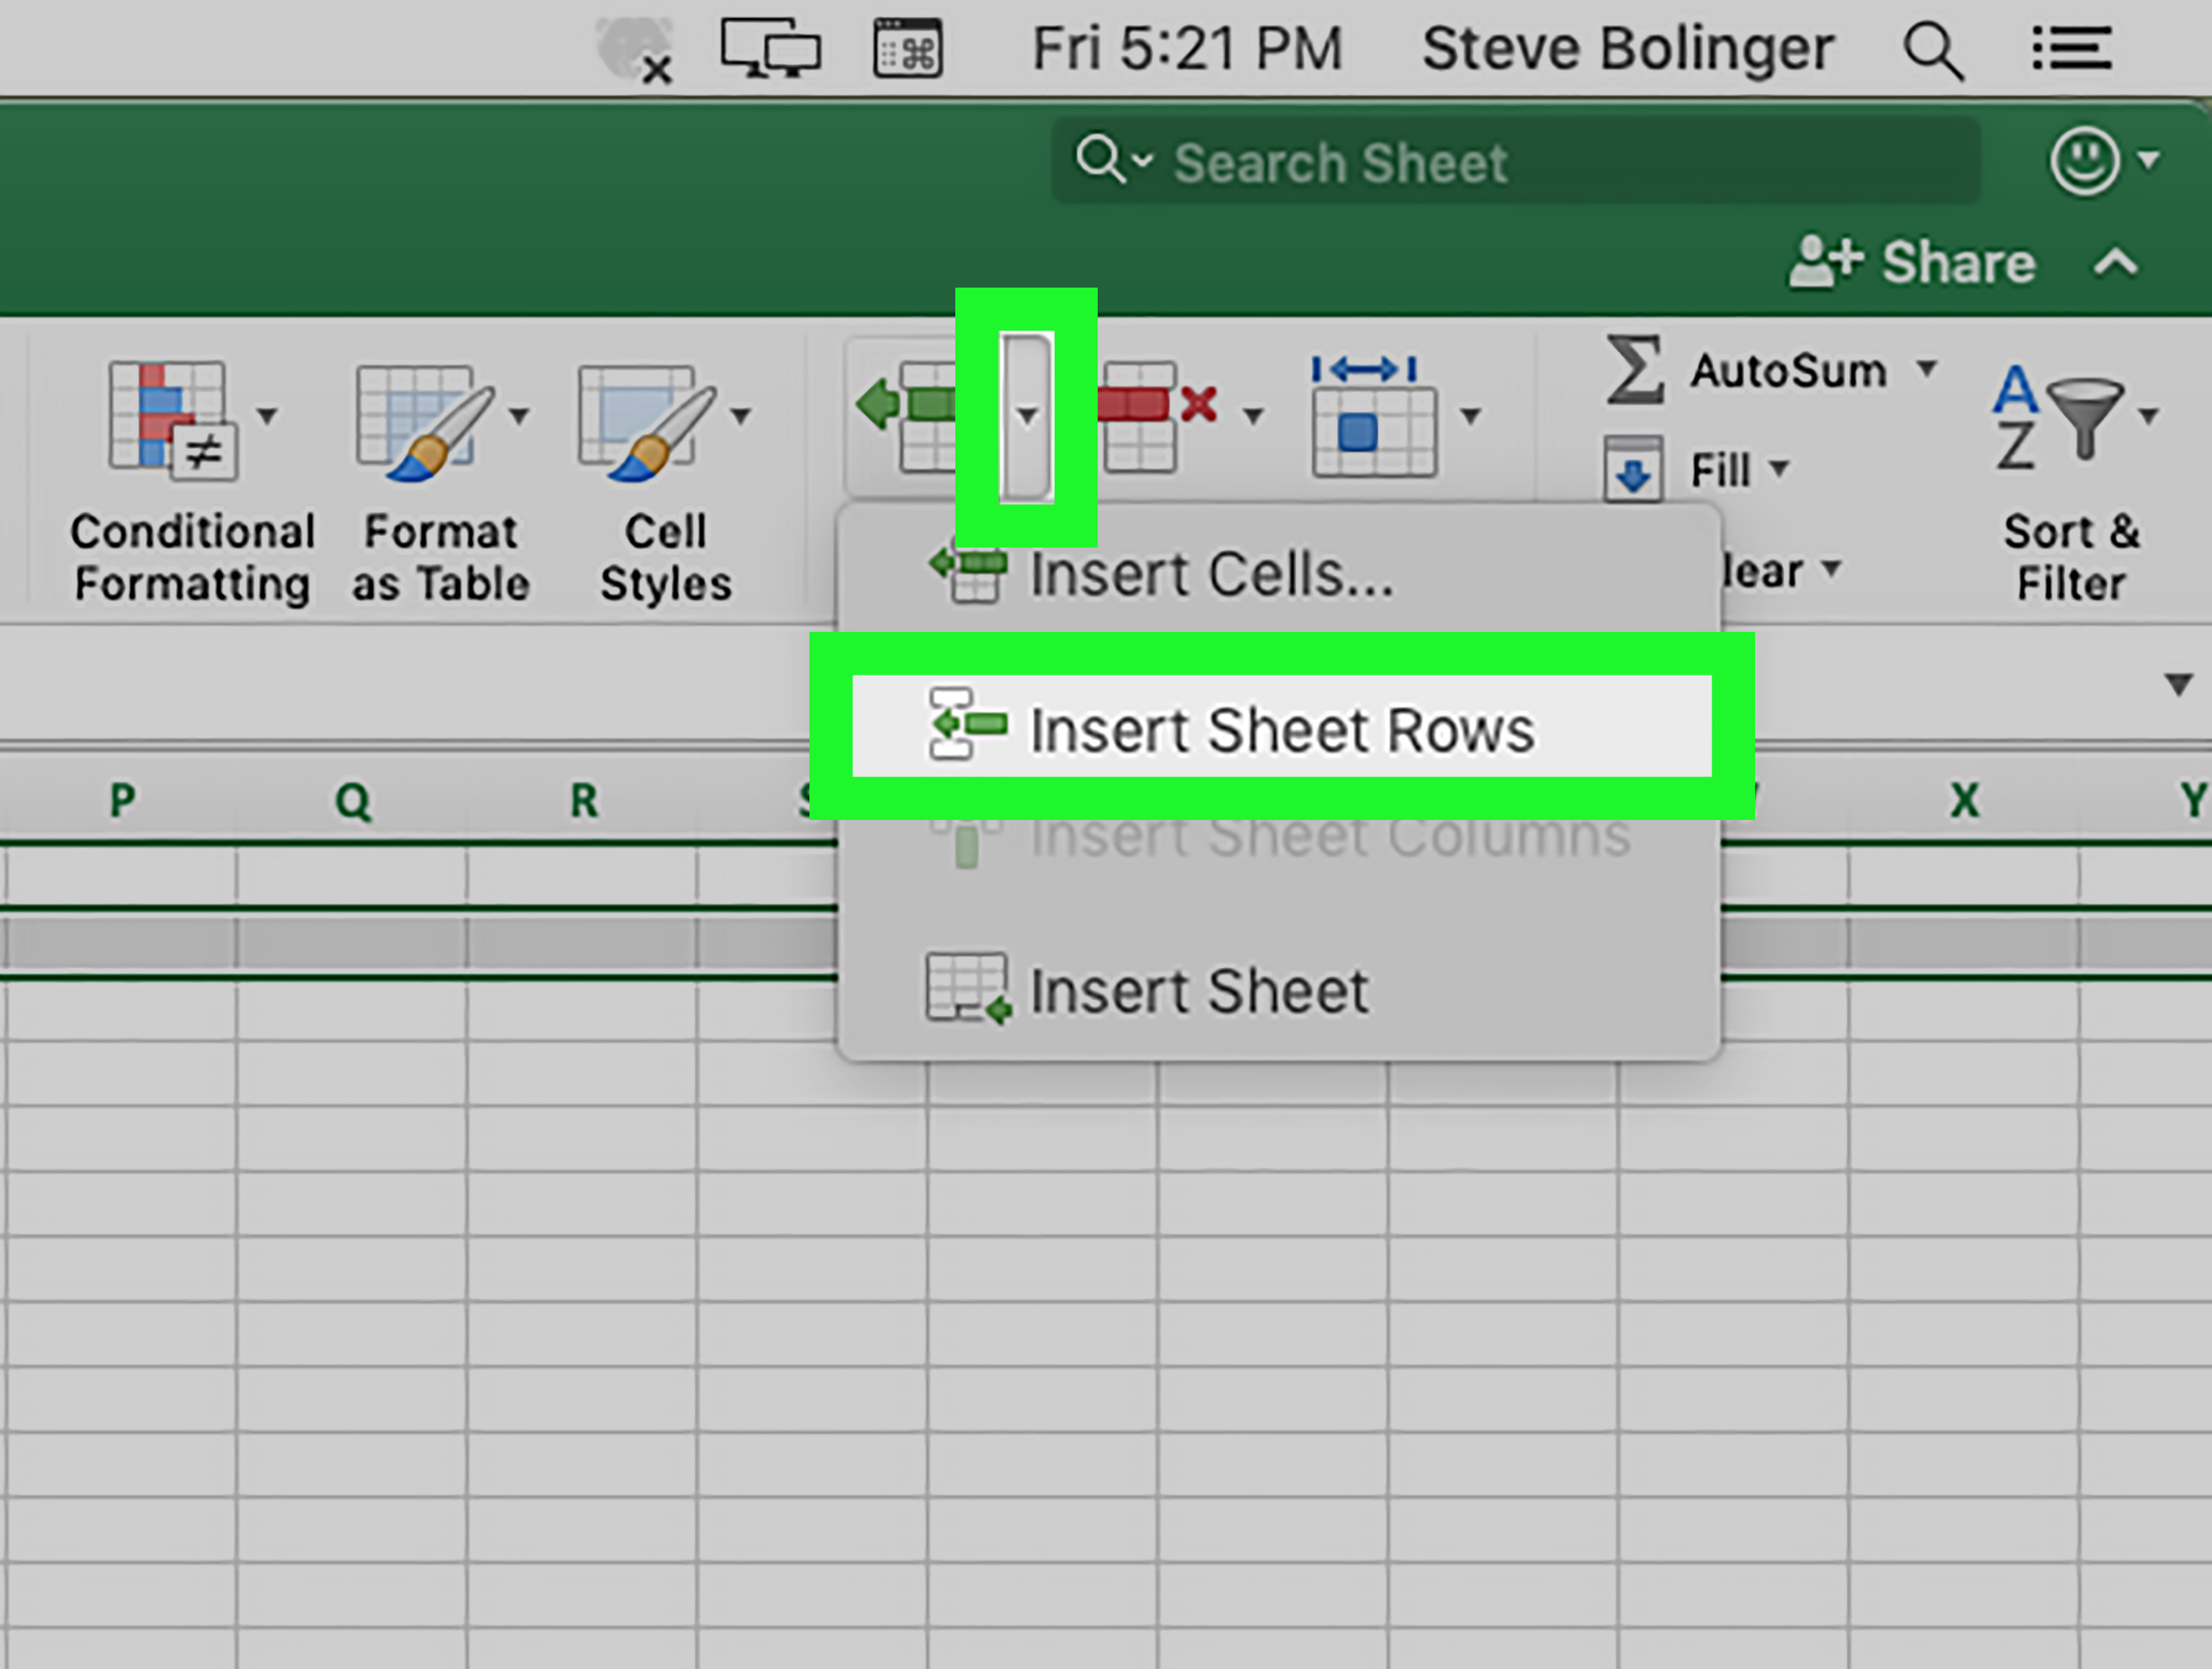 Fri 5:21 PM Steve Bolinger
Search Sheet
Share
AutoSum
Fill
lear
Conditional
Formatting
Format
as Table
Cell
Styles
A
Z
Sort &
Filter
Insert Cells...
Insert Sheet Rows
Insert Sheet Columns
Insert Sheet
P Q R X Y